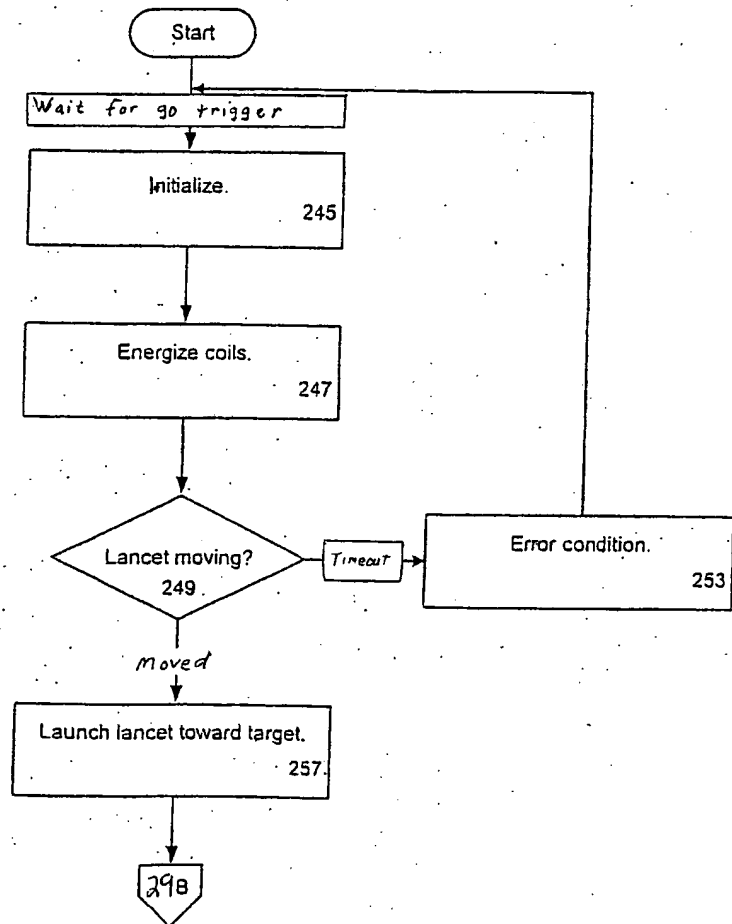 Start
Wait for go trigger
Initialize.
245
Energize coils.
247
Lancet moving?
249
Timeout
Error condition.
253
moved
Launch lancet toward target.
257.
29B